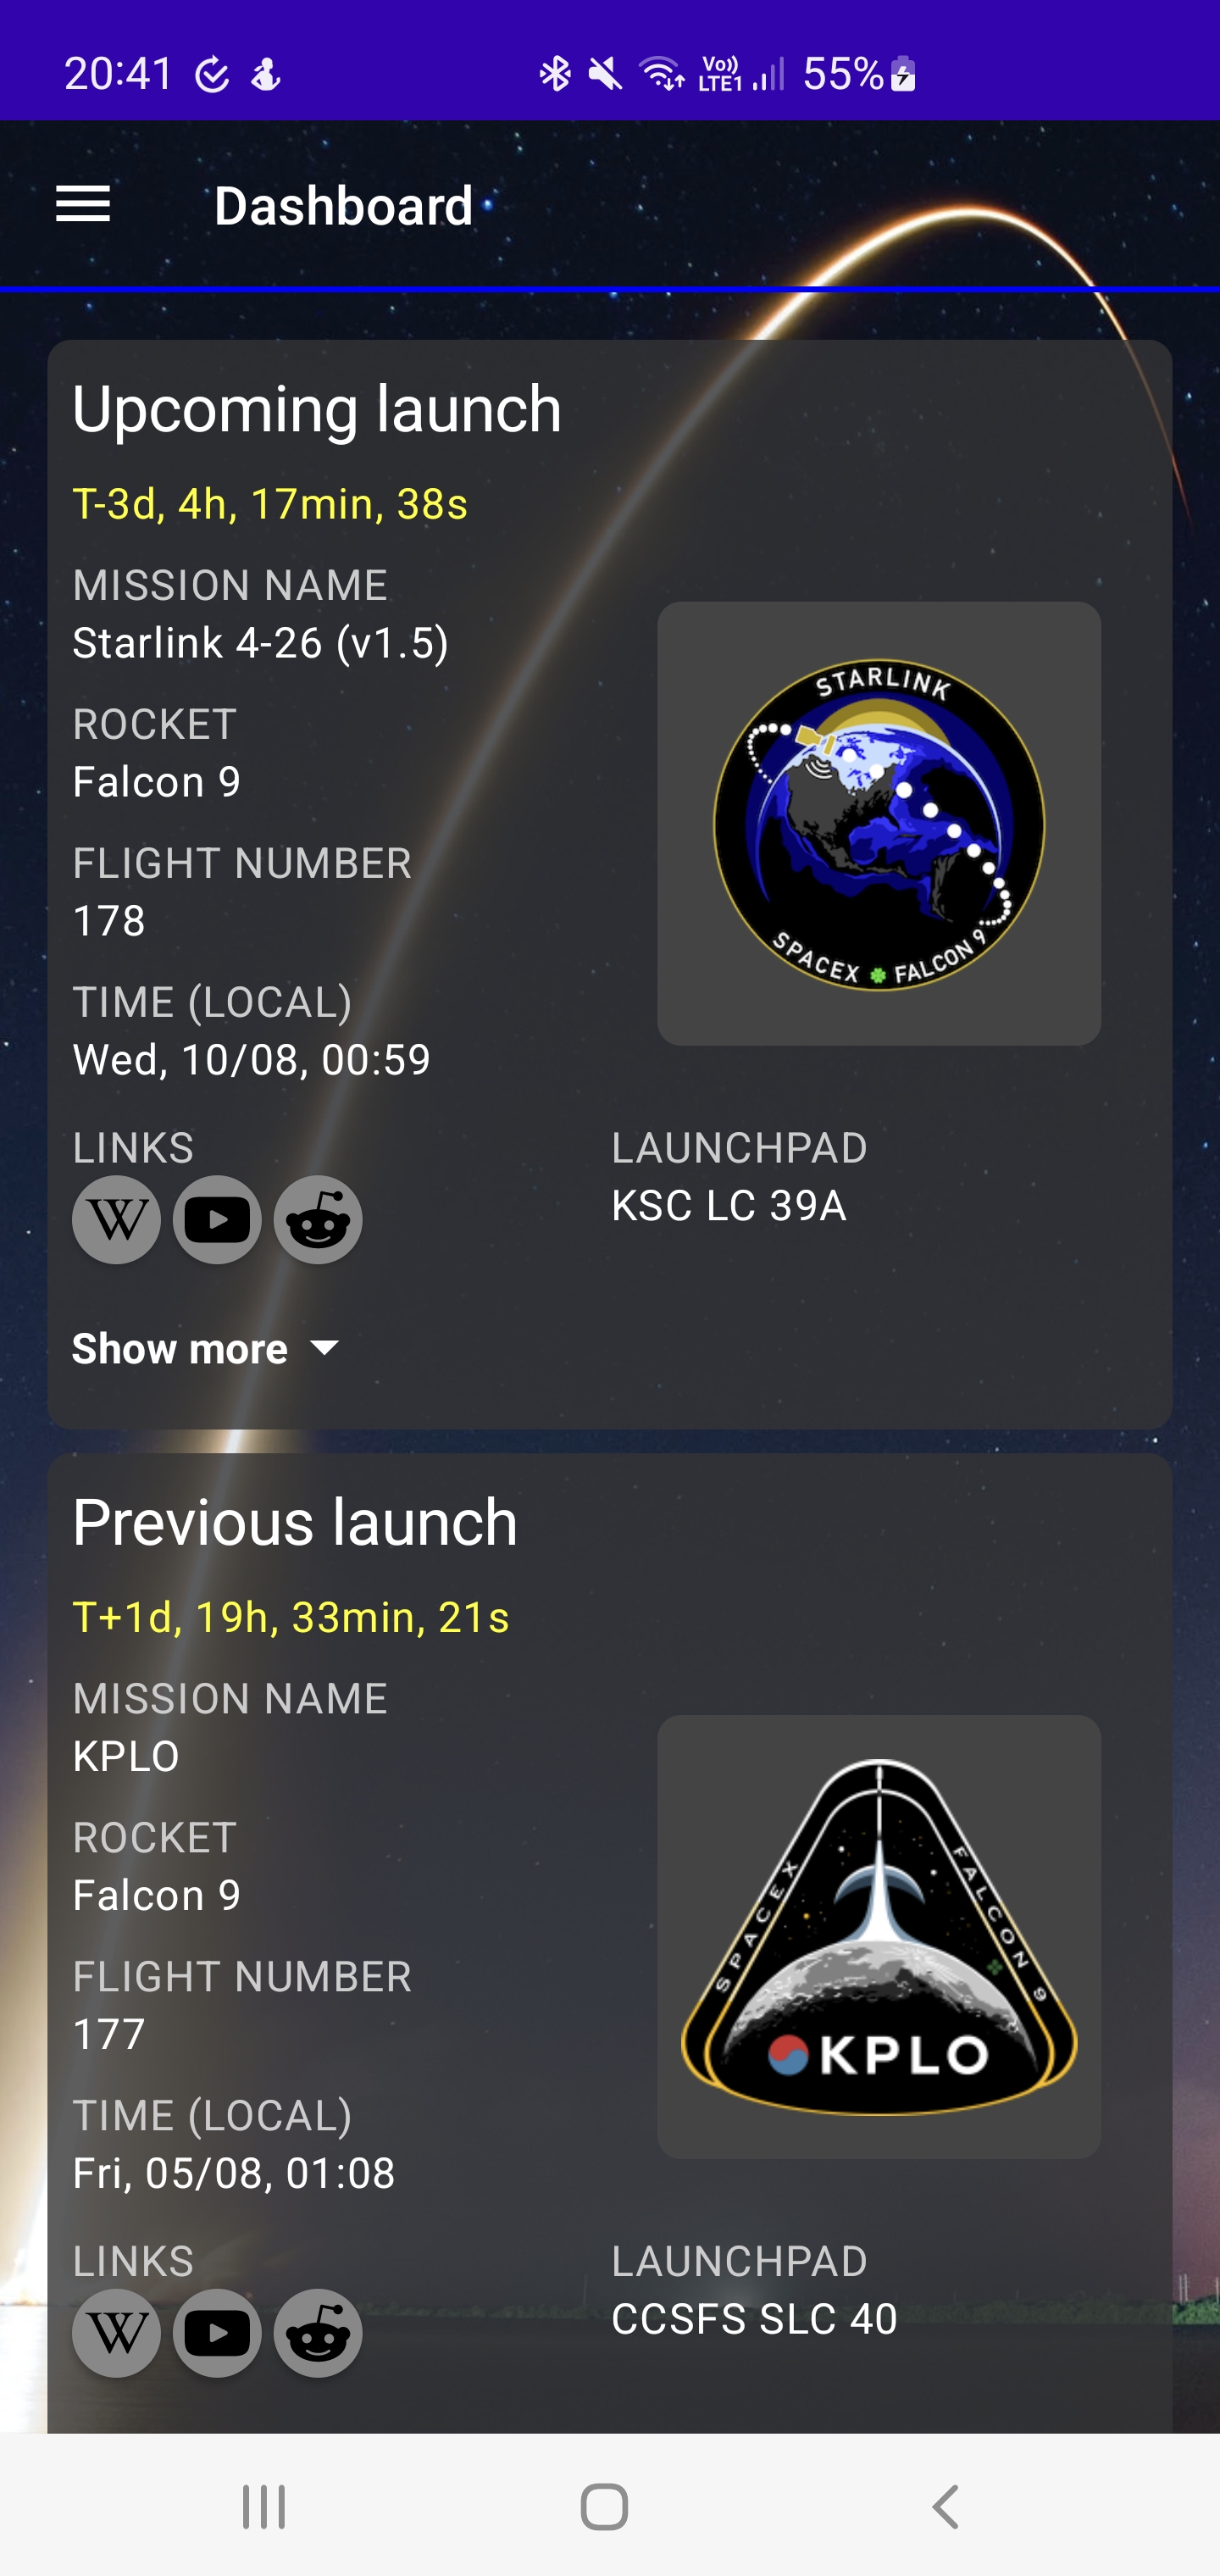 20:41
Vo)) LTE1 55%
Dashboard
Upcoming launch
T-3d, 4h, 17min, 38s
MISSION NAME
Starlink 4-26 (v1.5)
ROCKET
Falcon 9
FLIGHT NUMBER
178
TIME (LOCAL)
Wed, 10/08, 00:59
STARLINK
SPACEX FALCON 9
LINKS
W
LAUNCHPAD
KSC LC 39A
Show more
Previous launch
T+1d, 19h, 33min, 21s
MISSION NAME
KPLO
ROCKET
Falcon 9
FLIGHT NUMBER
177
TIME (LOCAL)
Fri, 05/08, 01:08
SPACEX
FALCON 9
KPLO
LINKS
W
LAUNCHPAD
CCSFS SLC 40